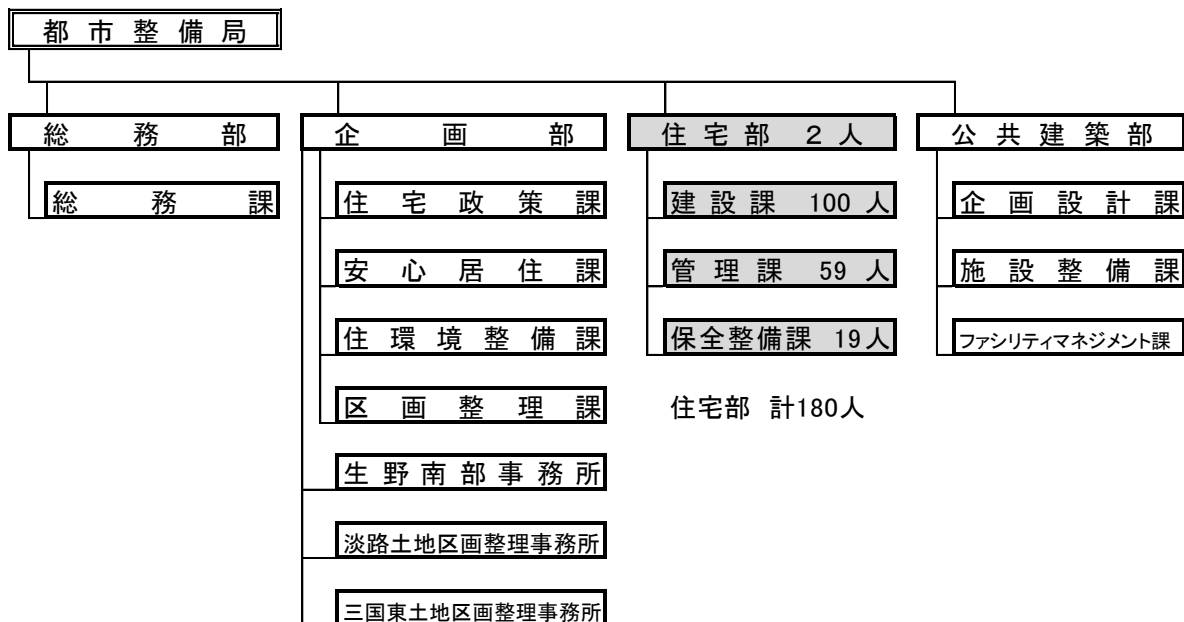 都市整備局
総務部
総務課
企画部
住宅政策課
安心居住課
住環境整備課
区画整理課
生野南部事務所
淡路土地区画整理事務所
三国東土地区画整理事務所
住宅部 2人
建設課 100人
管理課 59人
保全整備課 19人
住宅部 計180人
公共建築部
企画設計課
施設整備課
ファシリティマネジメント課